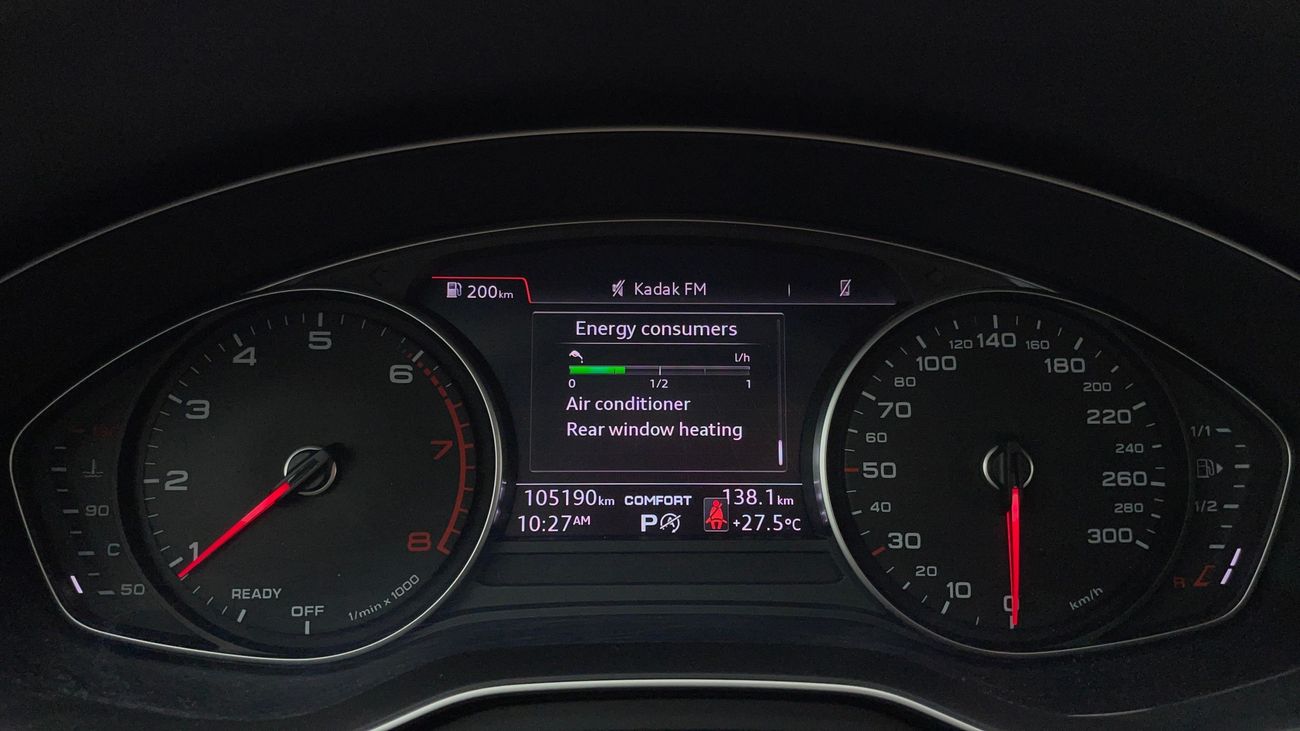 200km
Kadak FM
Energy consumers
l/h
0 1/2 1
Air conditioner
Rear window heating
105190km COMFORT 138.1km
10:27AM P +27.5°C
1 2 3 4 5 6 7 8
READY
OFF
1/min x 1000
90
C
50
0 10 20 30 40 50 60 70 80 100 120 140 160 180 200 220 240 260 280 300
km/h
1/1
1/2
R